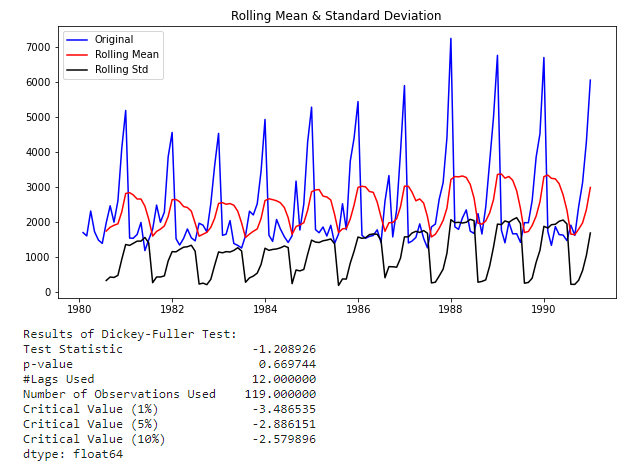 Rolling Mean & Standard Deviation
Original
Rolling Mean
Rolling Std
7000
6000
5000
4000
3000
2000
1000
0
1980 1982 1984 1986 1988 1990
Results of Dickey-Fuller Test:
Test Statistic -1.208926
p-value 0.669744
#Lags Used 12.000000
Number of Observations Used 119.000000
Critical Value (1%) -3.486535
Critical Value (5%) -2.886151
Critical Value (10%) -2.579896
dtype: float64